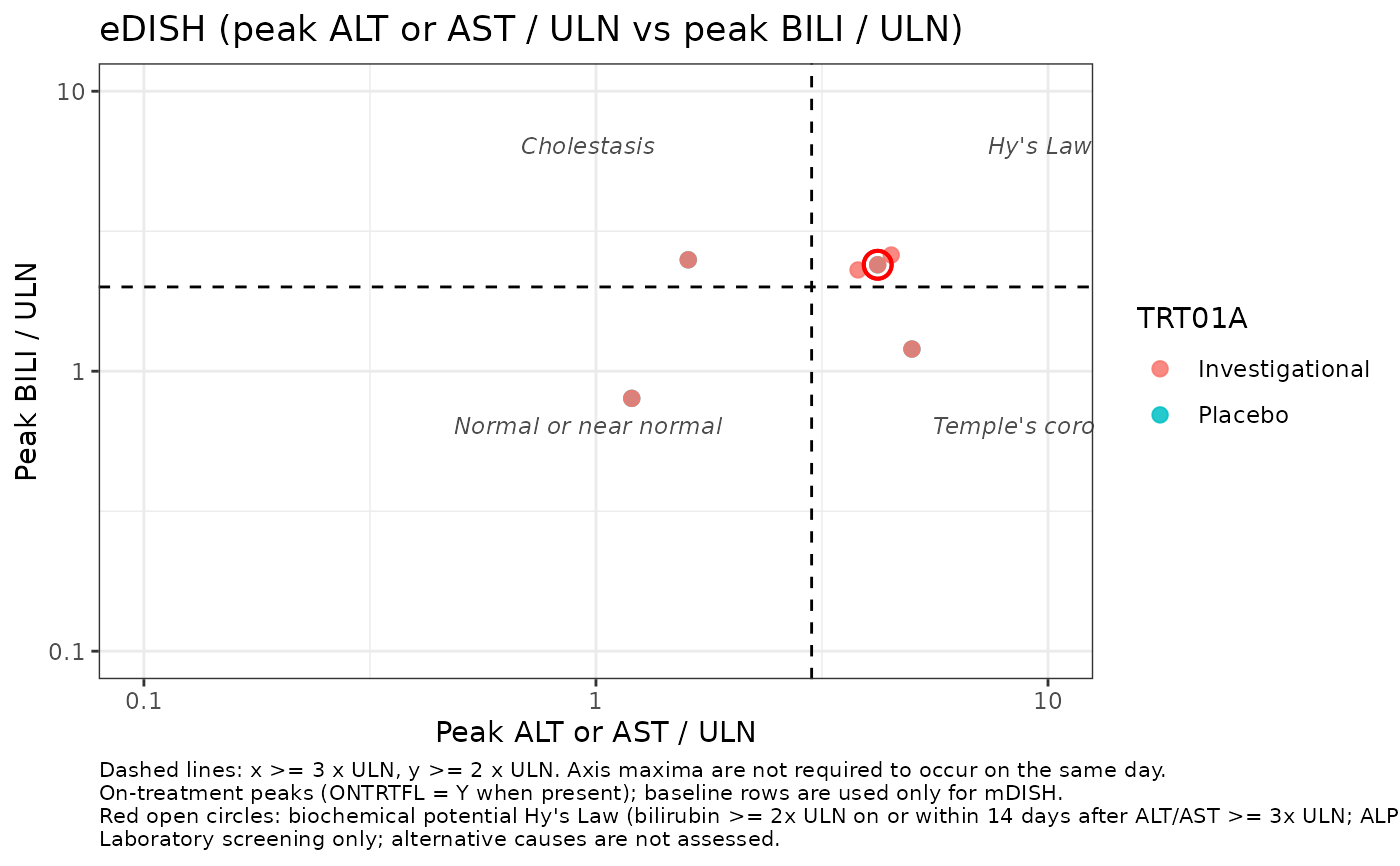 eDISH (peak ALT or AST / ULN vs peak BILI / ULN)
10
Cholestasis
Hy's Law
Peak BILI / ULN
TRT01A
Investigational
1
Placebo
Normal or near normal
Temple's coro
0.1
0.1
1
10
Peak ALT or AST / ULN
Dashed lines: x >= 3 x ULN, y >= 2 x ULN. Axis maxima are not required to occur on the same day.
On-treatment peaks (ONTRTFL = Y when present); baseline rows are used only for mDISH.
Red open circles: biochemical potential Hy's Law (bilirubin >= 2x ULN on or within 14 days after ALT/AST >= 3x ULN; ALP
Laboratory screening only; alternative causes are not assessed.